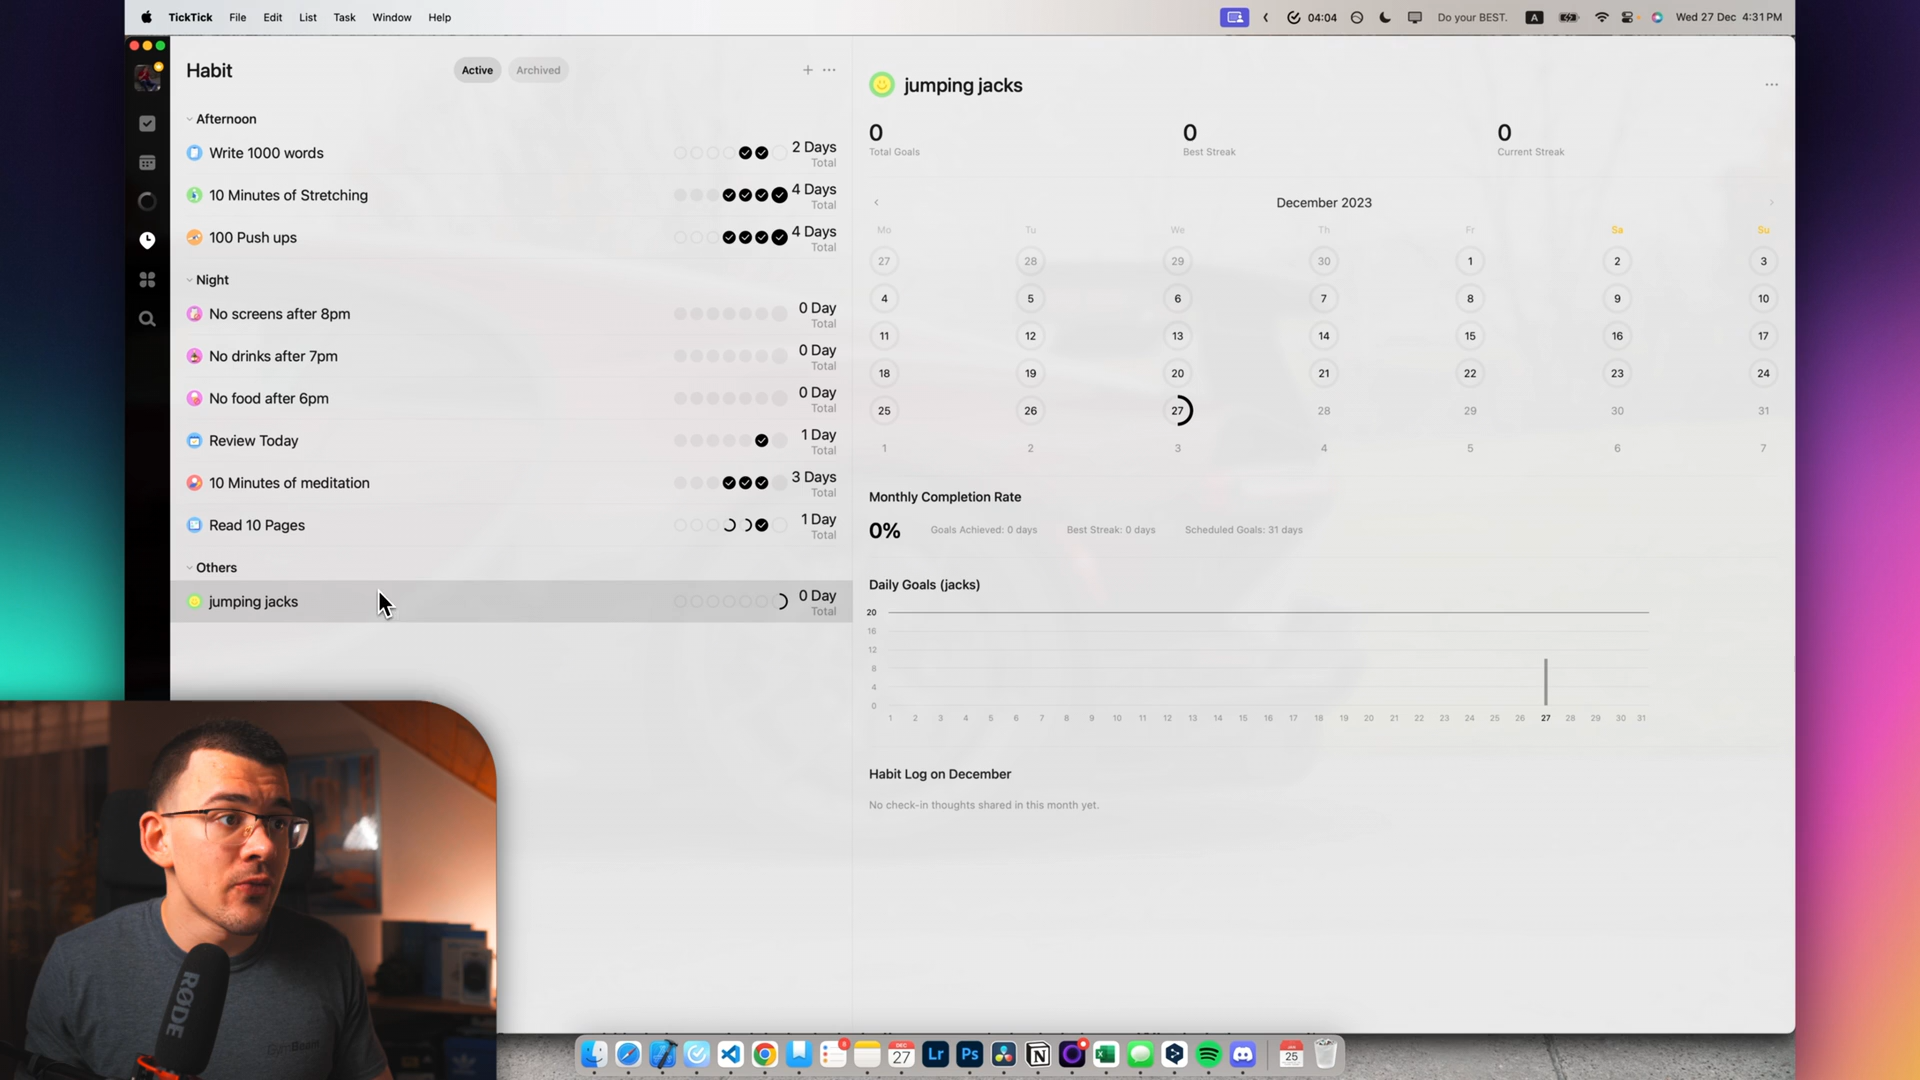 TickTick File Edit List Task Window Help
04:04 Do your BEST. A Wed 27 Dec 4:31 PM
Habit
Active Archived
Afternoon
Write 1000 words
2 Days
Total
10 Minutes of Stretching
4 Days
Total
100 Push ups
4 Days
Total
Night
No screens after 8pm
0 Day
Total
No drinks after 7pm
0 Day
Total
No food after 6pm
0 Day
Total
Review Today
1 Day
Total
10 Minutes of meditation
3 Days
Total
Read 10 Pages
1 Day
Total
Others
jumping jacks
0 Day
Total
jumping jacks
0 0 0
Total Goals Best Streak Current Streak
December 2023
Mo Tu We Th Fr Sa Su
27 28 29 30 1 2 3
4 5 6 7 8 9 10
11 12 13 14 15 16 17
18 19 20 21 22 23 24
25 26 27 28 29 30 31
1 2 3 4 5 6 7
Monthly Completion Rate
0% Goals Achieved: 0 days Best Streak: 0 days Scheduled Goals: 31 days
Daily Goals (jacks)
20
16
12
8
4
0
1 2 3 4 5 6 7 8 9 10 11 12 13 14 15 16 17 18 19 20 21 22 23 24 25 26 27 28 29 30 31
Habit Log on December
No check-in thoughts shared in this month yet.
RØDE
8
DEC
27
Lr Ps
JAN
25